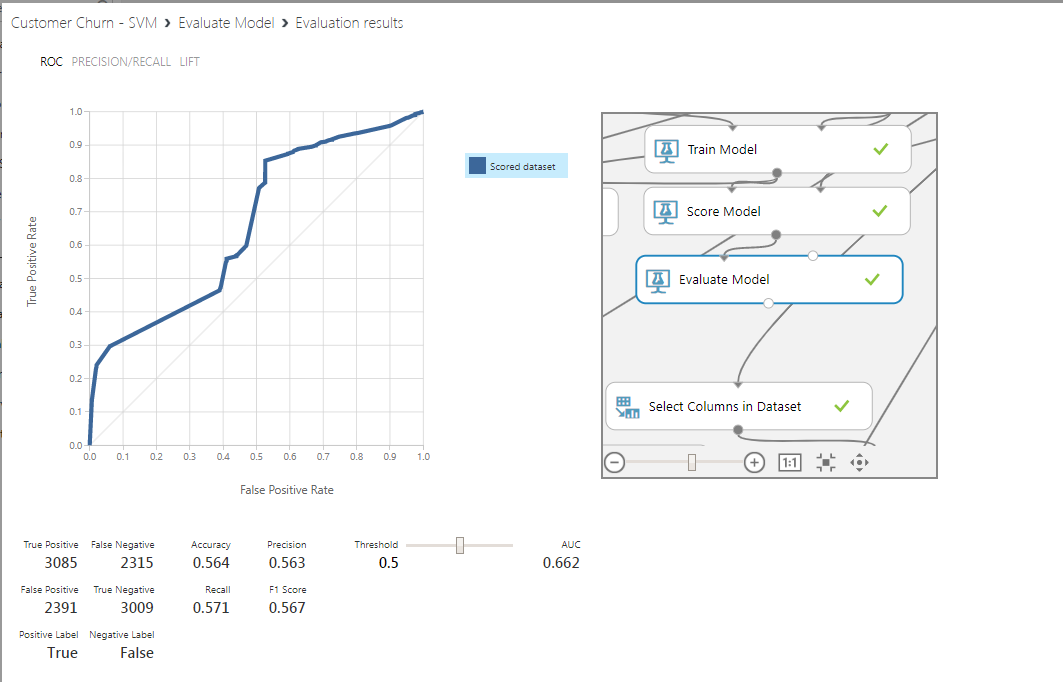 Customer Churn - SVM › Evaluate Model › Evaluation results
ROC PRECISION/RECALL LIFT
1.0
0.9
0.8
0.7
0.6
0.5
0.4
0.3
0.2
0.1
0.0
True Positive Rate
0.0 0.1 0.2 0.3 0.4 0.5 0.6 0.7 0.8 0.9 1.0
False Positive Rate
Scored dataset
Train Model
Score Model
Evaluate Model
Select Columns in Dataset
1:1
True Positive False Negative Accuracy Precision Threshold AUC
3085 2315 0.564 0.563 0.5 0.662
False Positive True Negative Recall F1 Score
2391 3009 0.571 0.567
Positive Label Negative Label
True False